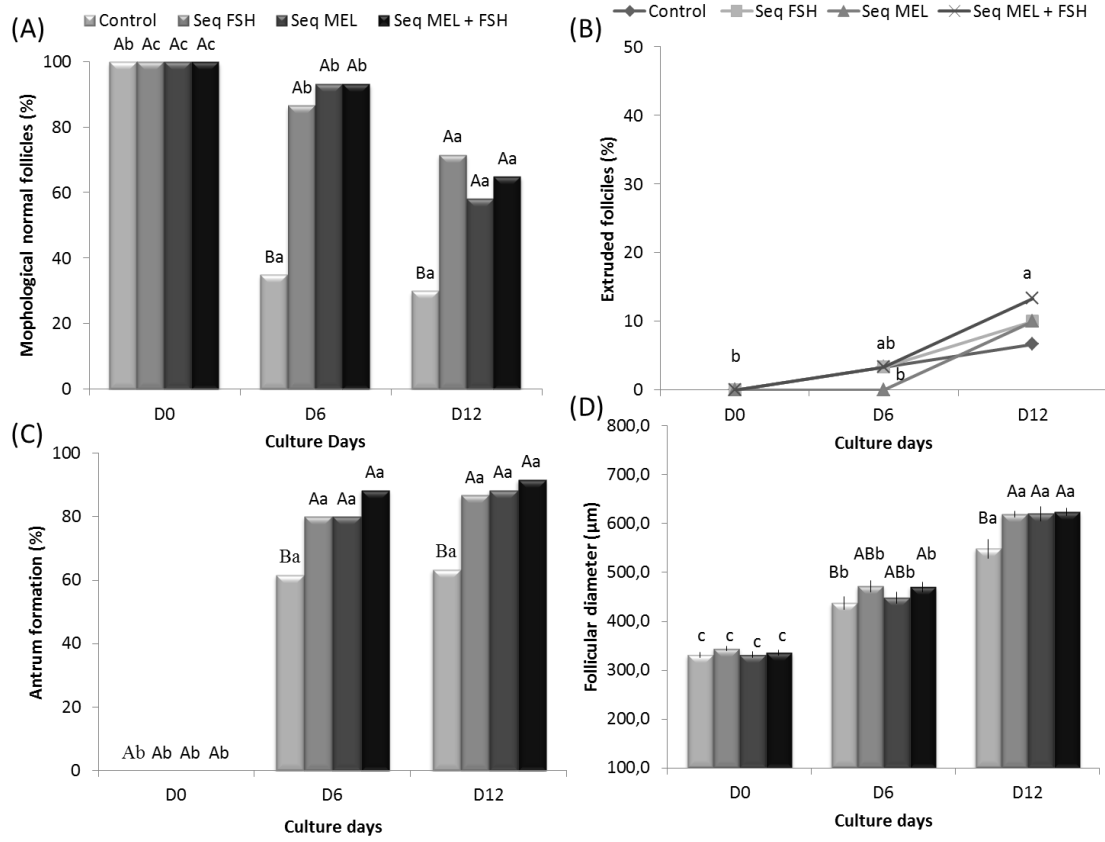 (A)
Control Seq FSH Seq MEL Seq MEL + FSH
Mophological normal follicles (%)
100
80
60
40
20
0
Ab Ac Ac Ac
Ba Ab Ab Ab
Ba Aa Aa Aa
D0 D6 D12
Culture Days
(B)
Control Seq FSH Seq MEL Seq MEL + FSH
Extruded follciles (%)
50
40
30
20
10
0
b
ab
b
a
D0 D6 D12
Culture days
(C)
Antrum formation (%)
100
80
60
40
20
0
Ab Ab Ab Ab
Ba Aa Aa Aa
Ba Aa Aa Aa
D0 D6 D12
Culture days
(D)
Follicular diameter (µm)
800,0
700,0
600,0
500,0
400,0
300,0
200,0
100,0
c c c c
Bb ABb ABb Ab
Ba Aa Aa Aa
D0 D6 D12
Culture days